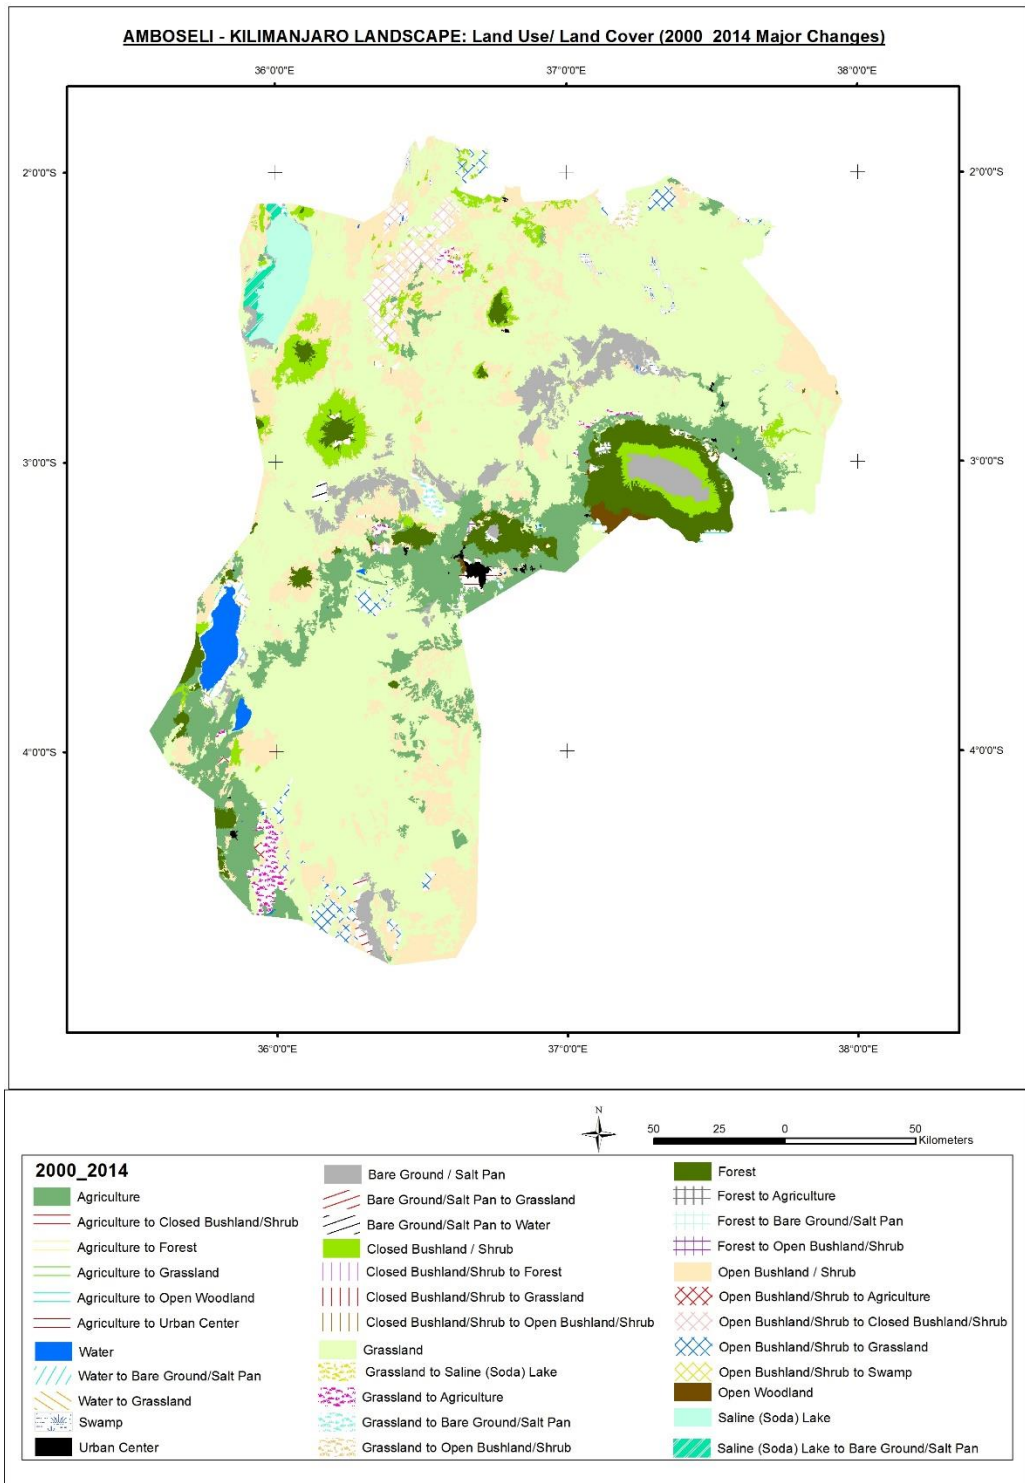 AMBOSELI - KILIMANJARO LANDSCAPE: Land Use/ Land Cover (2000_2014 Major Changes)
36°0'0"E 37°0'0"E 38°0'0"E
2°0'0"S 2°0'0"S
3°0'0"S 3°0'0"S
4°0'0"S 4°0'0"S
36°0'0"E 37°0'0"E 38°0'0"E
N
50 25 0 50
Kilometers
2000_2014
Agriculture
Agriculture to Closed Bushland/Shrub
Agriculture to Forest
Agriculture to Grassland
Agriculture to Open Woodland
Agriculture to Urban Center
Water
Water to Bare Ground/Salt Pan
Water to Grassland
Swamp
Urban Center
Bare Ground / Salt Pan
Bare Ground/Salt Pan to Grassland
Bare Ground/Salt Pan to Water
Closed Bushland / Shrub
Closed Bushland/Shrub to Forest
Closed Bushland/Shrub to Grassland
Closed Bushland/Shrub to Open Bushland/Shrub
Grassland
Grassland to Saline (Soda) Lake
Grassland to Agriculture
Grassland to Bare Ground/Salt Pan
Grassland to Open Bushland/Shrub
Forest
Forest to Agriculture
Forest to Bare Ground/Salt Pan
Forest to Open Bushland/Shrub
Open Bushland / Shrub
Open Bushland/Shrub to Agriculture
Open Bushland/Shrub to Closed Bushland/Shrub
Open Bushland/Shrub to Grassland
Open Bushland/Shrub to Swamp
Open Woodland
Saline (Soda) Lake
Saline (Soda) Lake to Bare Ground/Salt Pan